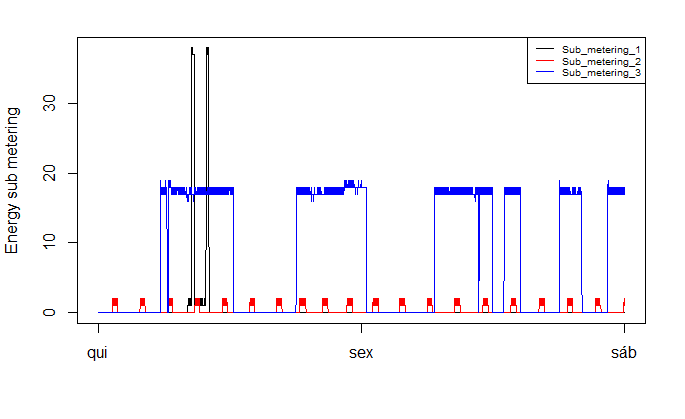 Sub_metering_1
Sub_metering_2
Sub_metering_3
Energy sub metering
30
20
10
0
qui sex sáb